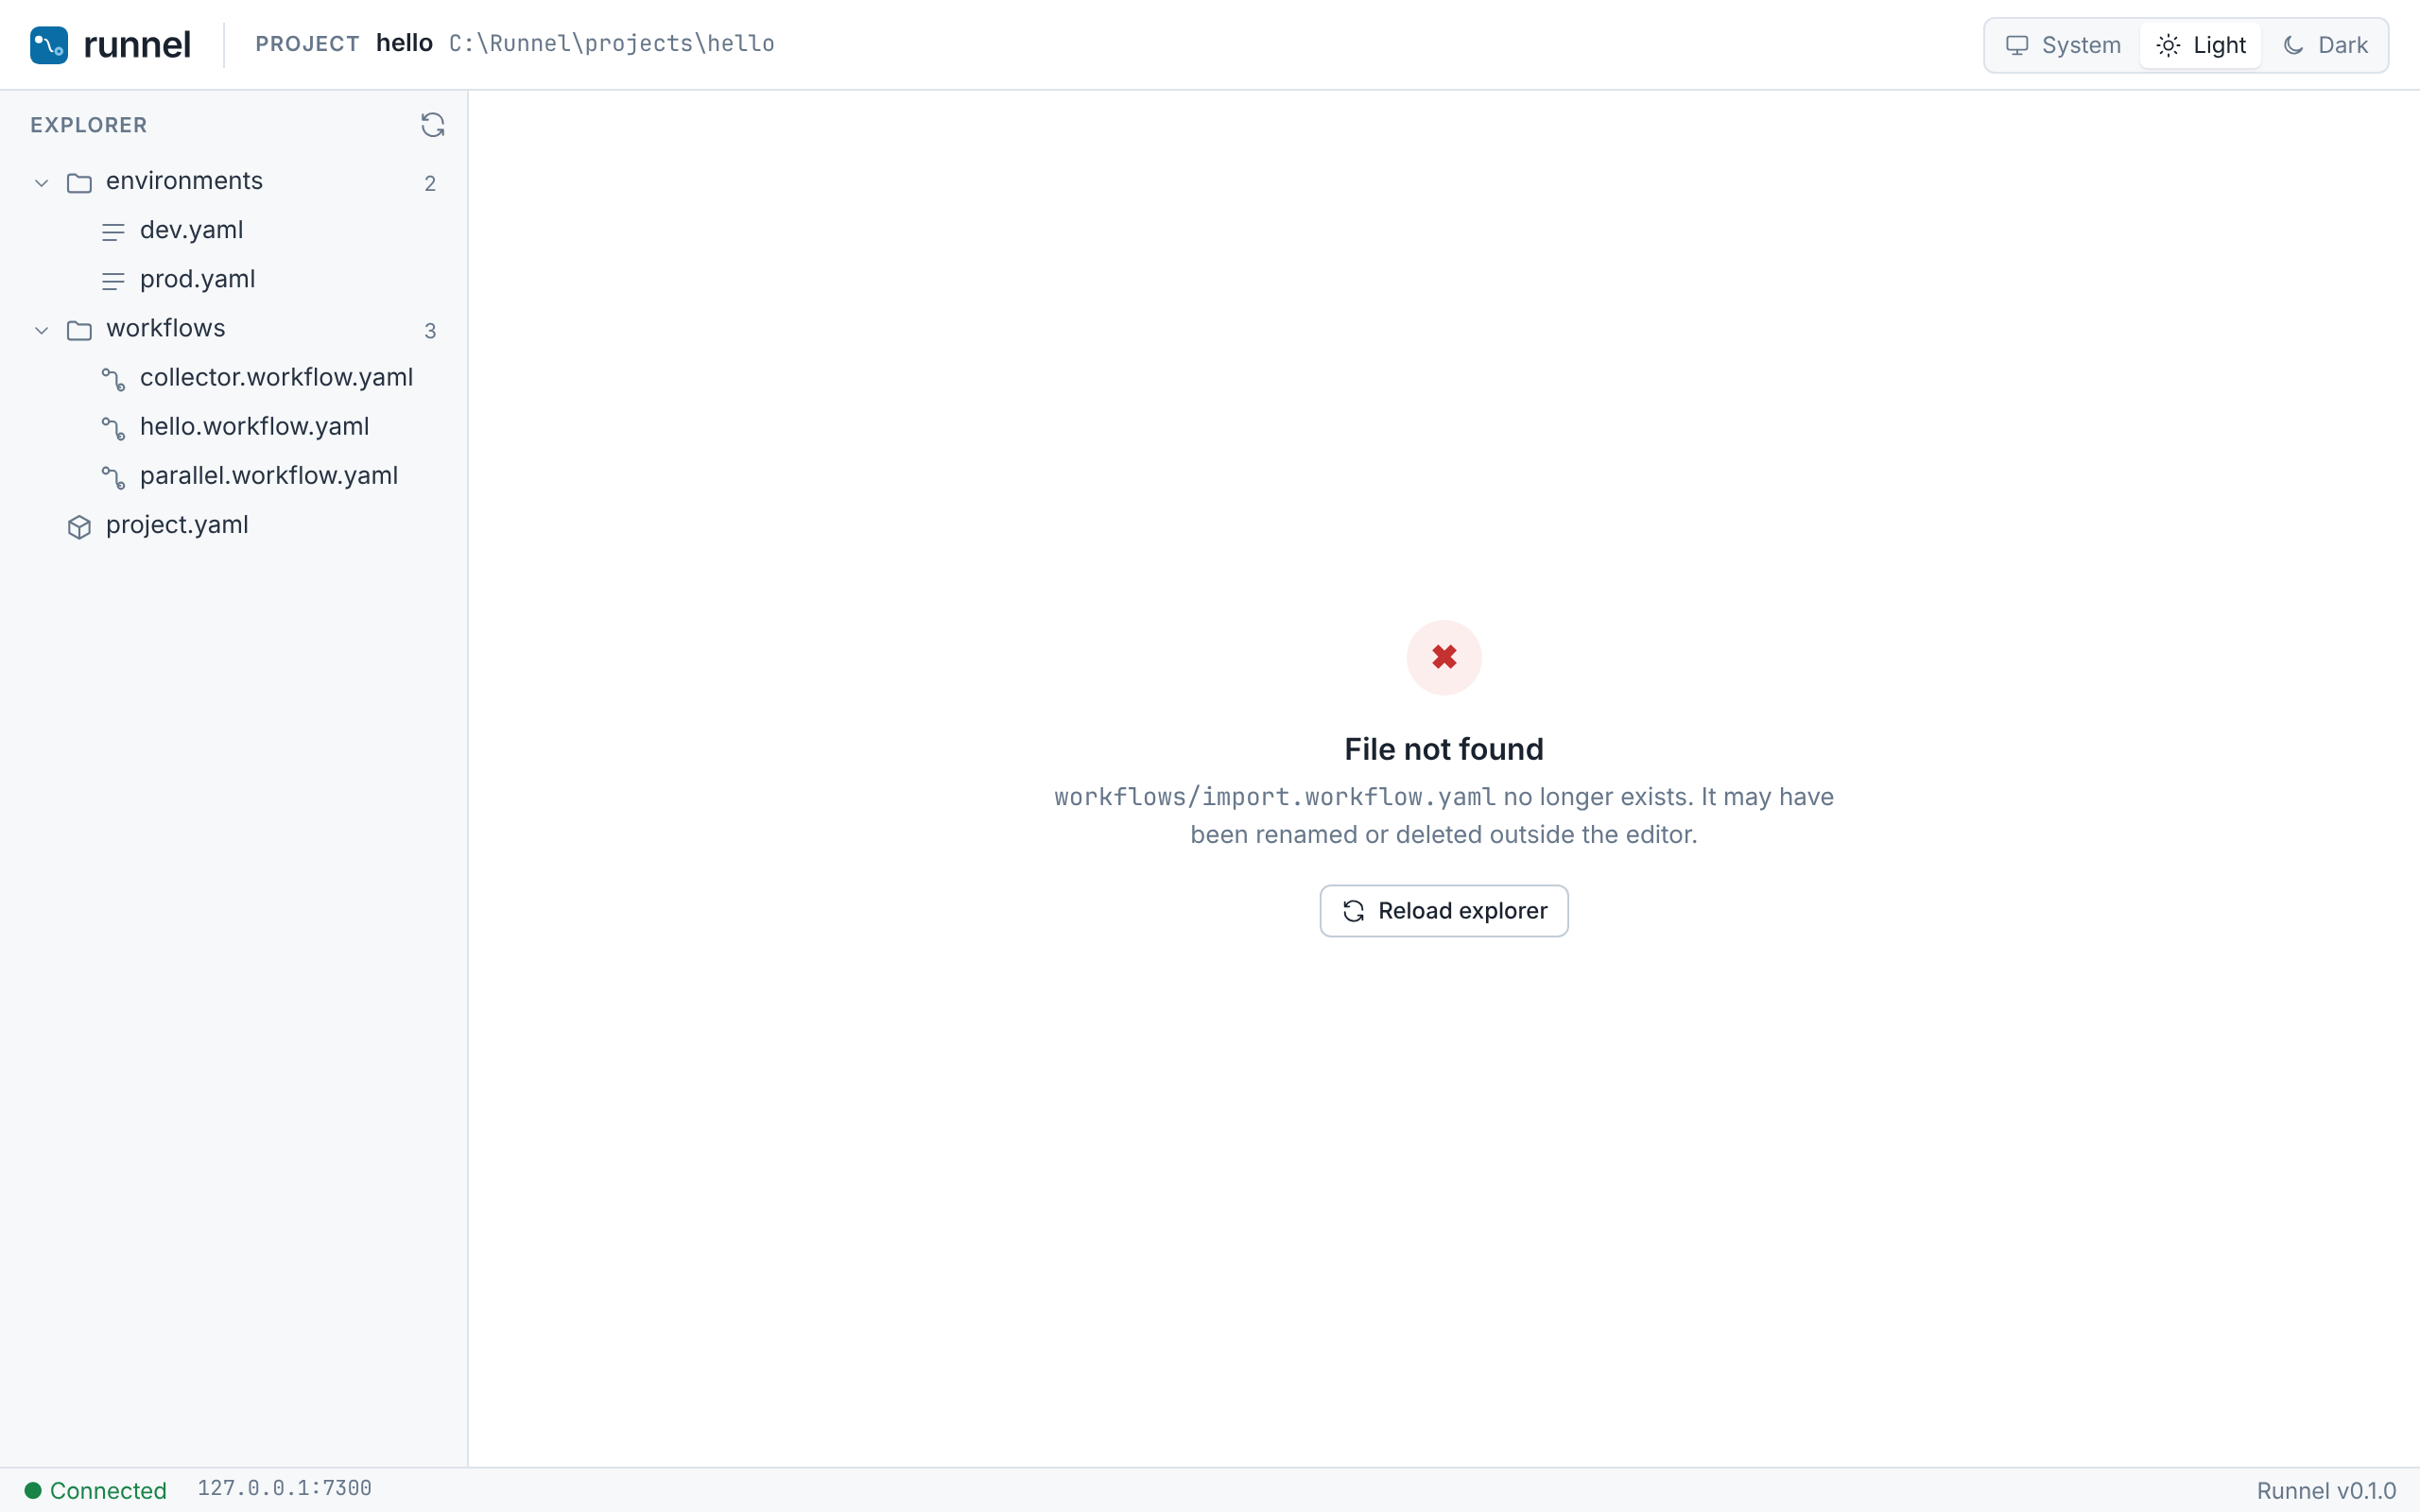 runnel
PROJECT hello C:\Runnel\projects\hello
System Light Dark
EXPLORER
environments 2
dev.yaml
prod.yaml
workflows 3
collector.workflow.yaml
hello.workflow.yaml
parallel.workflow.yaml
project.yaml
File not found
workflows/import.workflow.yaml no longer exists. It may have
been renamed or deleted outside the editor.
Reload explorer
Connected 127.0.0.1:7300
Runnel v0.1.0